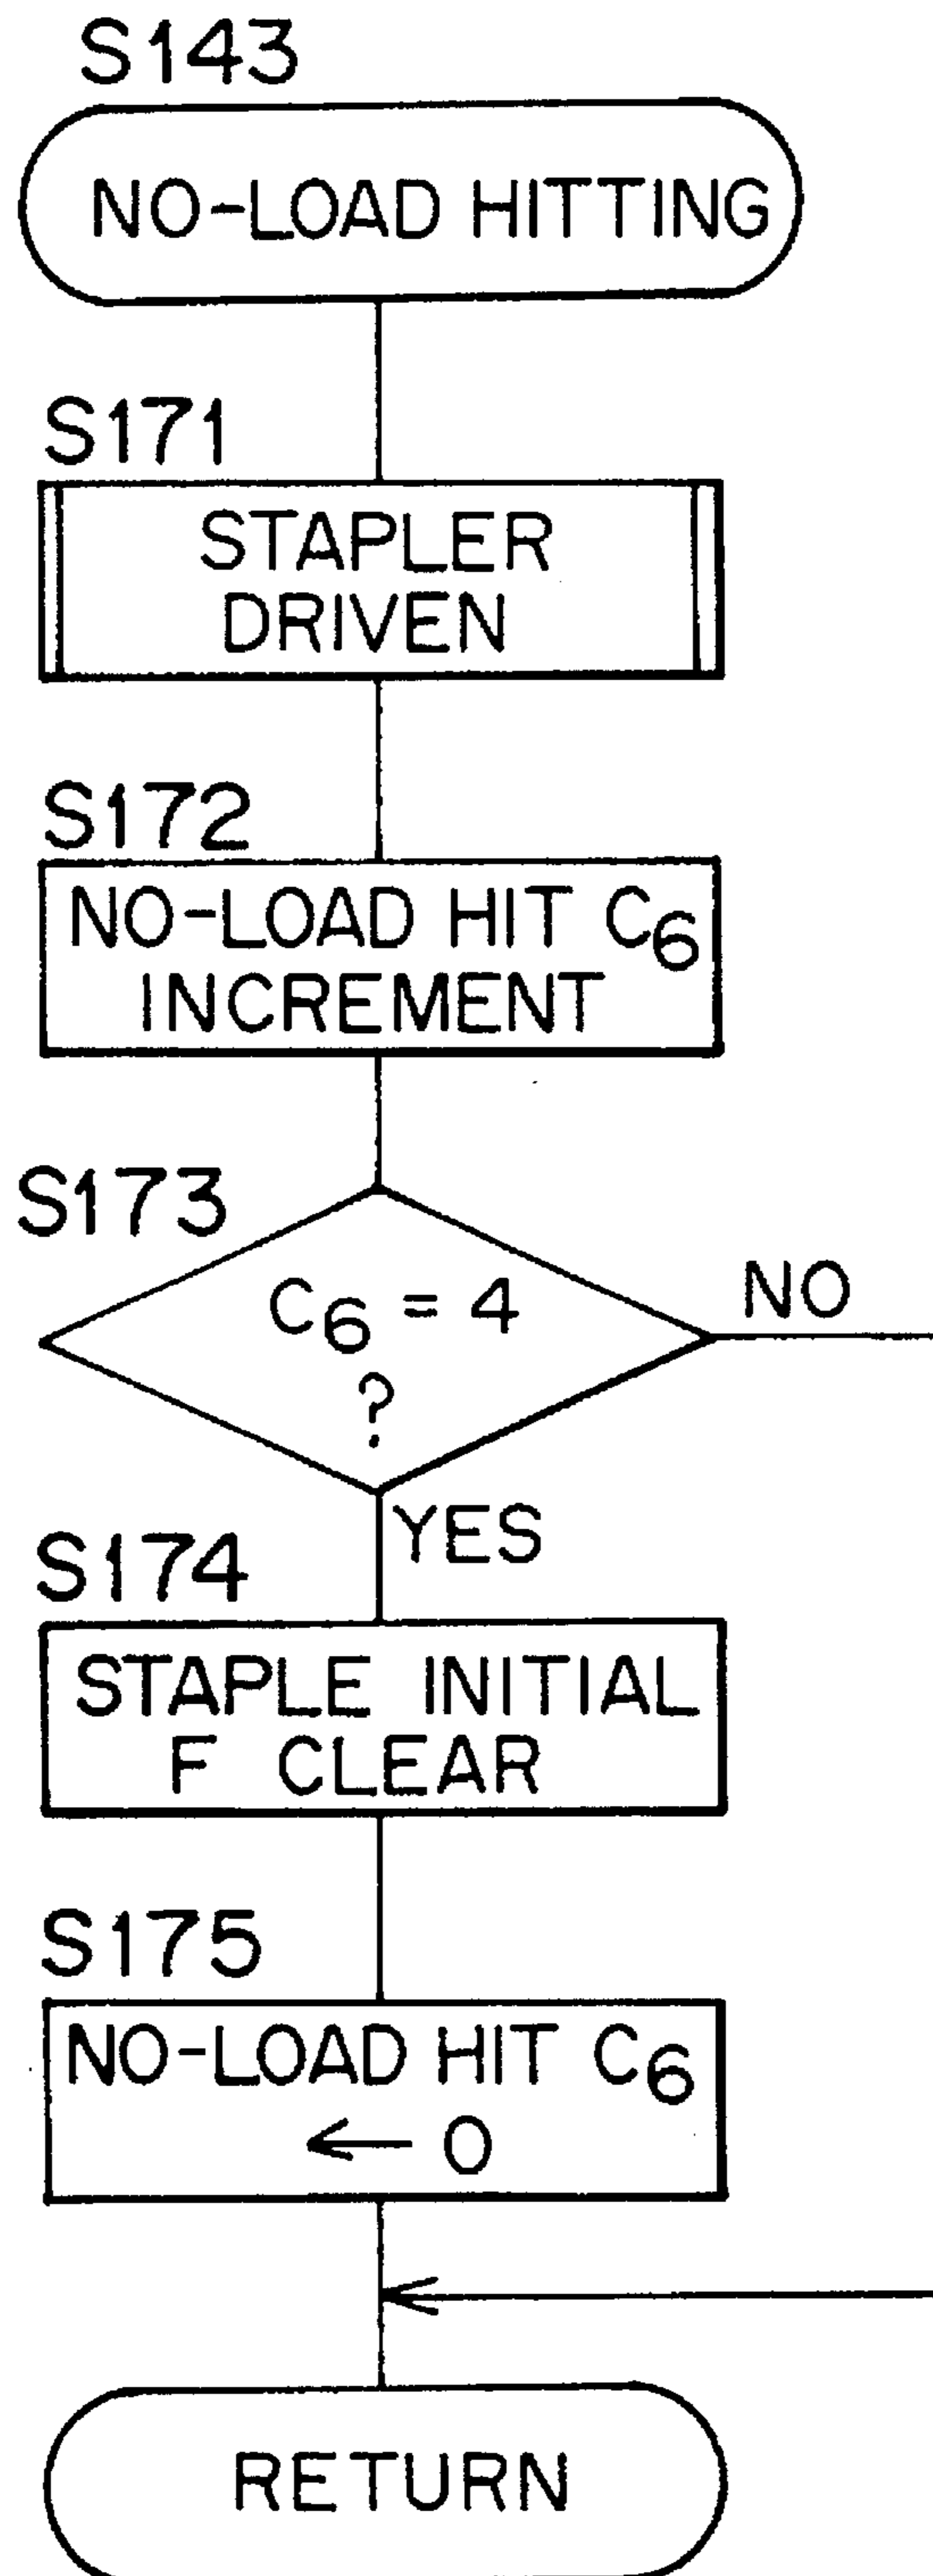 S143
NO-LOAD HITTING
S171
STAPLER
DRIVEN
S172
NO-LOAD HIT C6
INCREMENT
S173
C6 = 4
?
NO
YES
S174
STAPLE INITIAL
F CLEAR
S175
NO-LOAD HIT C6
← 0
RETURN